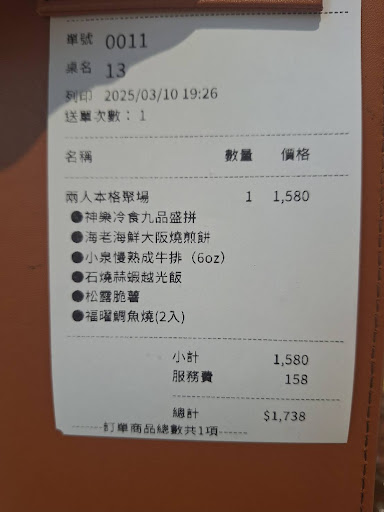 單號 0011
桌名 13
列印 2025/03/10 19:26
送單次數： 1
名稱 數量 價格
兩人本格聚場 1 1,580
●神樂冷食九品盛拼
●海老海鮮大阪燒煎餅
●小泉慢熟成牛排（6oz）
●石燒蒜蝦越光飯
●松露脆薯
●福曜鯛魚燒(2入)
小計 1,580
服務費 158
總計 $1,738
------訂單商品總數共1項------